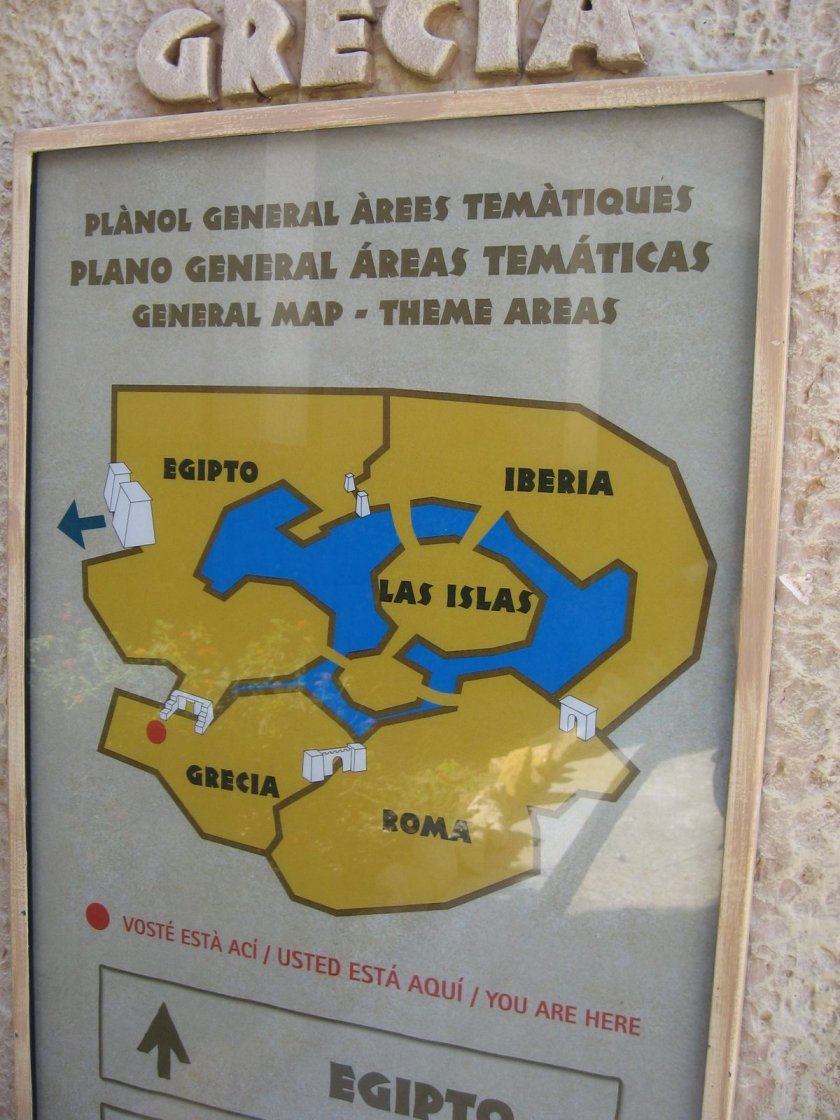 GRECIA
PLÀNOL GENERAL ÀREES TEMÀTIQUES
PLANO GENERAL ÁREAS TEMÁTICAS
GENERAL MAP - THEME AREAS
EGIPTO
IBERIA
LAS ISLAS
GRECIA
ROMA
VOSTÉ ESTÀ ACÍ / USTED ESTÁ AQUÍ / YOU ARE HERE
EGIPTO